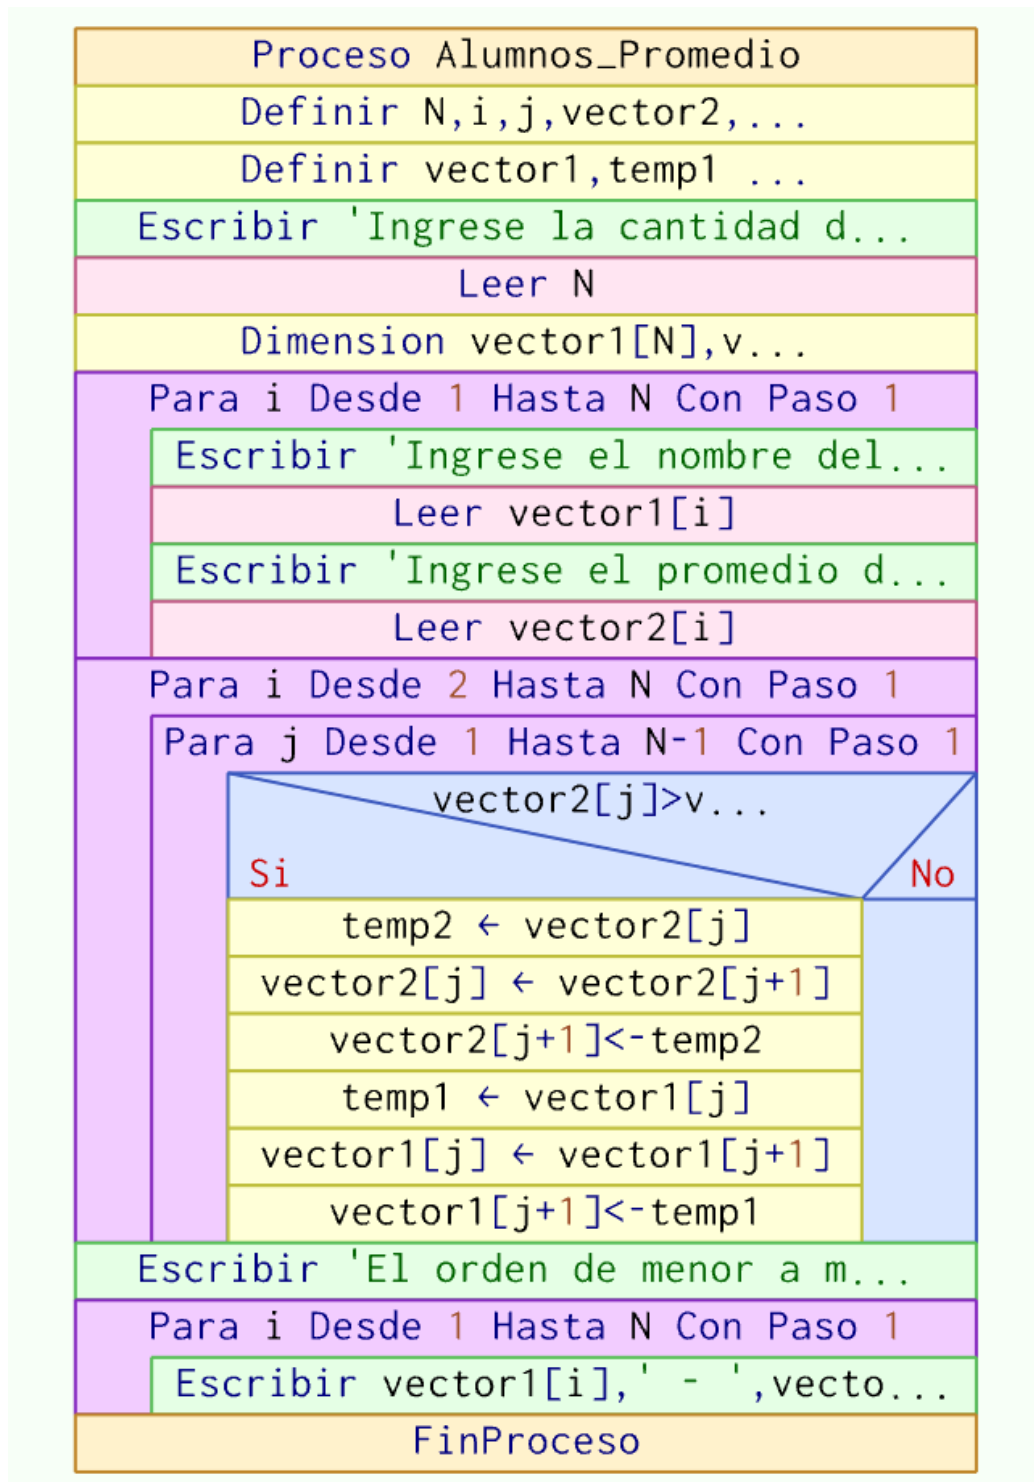 Proceso Alumnos_Promedio
Definir N,i,j,vector2,...
Definir vector1,temp1 ...
Escribir 'Ingrese la cantidad d...
Leer N
Dimension vector1[N],v...
Para i Desde 1 Hasta N Con Paso 1
Escribir 'Ingrese el nombre del...
Leer vector1[i]
Escribir 'Ingrese el promedio d...
Leer vector2[i]
Para i Desde 2 Hasta N Con Paso 1
Para j Desde 1 Hasta N-1 Con Paso 1
vector2[j]>v...
Si No
temp2 ← vector2[j]
vector2[j] ← vector2[j+1]
vector2[j+1]<-temp2
temp1 ← vector1[j]
vector1[j] ← vector1[j+1]
vector1[j+1]<-temp1
Escribir 'El orden de menor a m...
Para i Desde 1 Hasta N Con Paso 1
Escribir vector1[i],' - ',vecto...
FinProceso